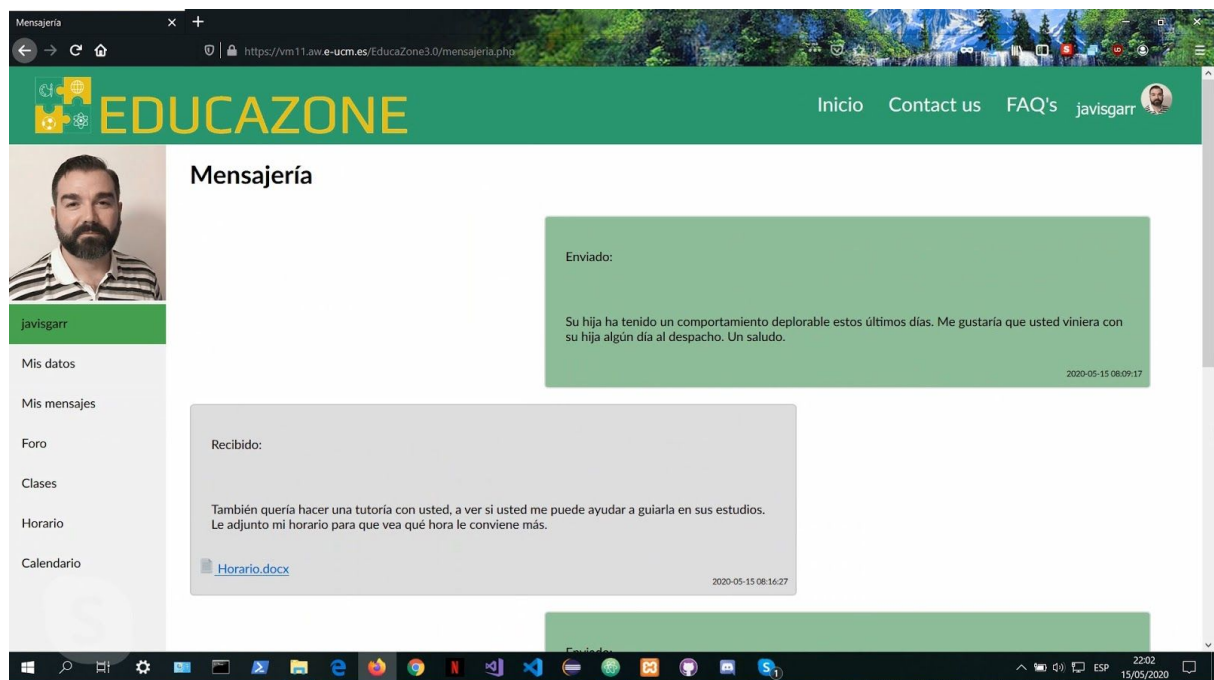 Mensajería
https://vm11.aw.e-ucm.es/EducaZone3.0/mensajeria.php
EDUCAZONE
Inicio
Contact us
FAQ's
javisgarr
Mensajería
Enviado:
Su hija ha tenido un comportamiento deplorable estos últimos días. Me gustaría que usted viniera con
su hija algún día al despacho. Un saludo.
2020-05-15 08:09:17
javisgarr
Mis datos
Mis mensajes
Foro
Clases
Horario
Calendario
Recibido:
También quería hacer una tutoría con usted, a ver si usted me puede ayudar a guiarla en sus estudios.
Le adjunto mi horario para que vea qué hora le conviene más.
Horario.docx
2020-05-15 08:16:27
Enviado:
ESP
22:02
15/05/2020